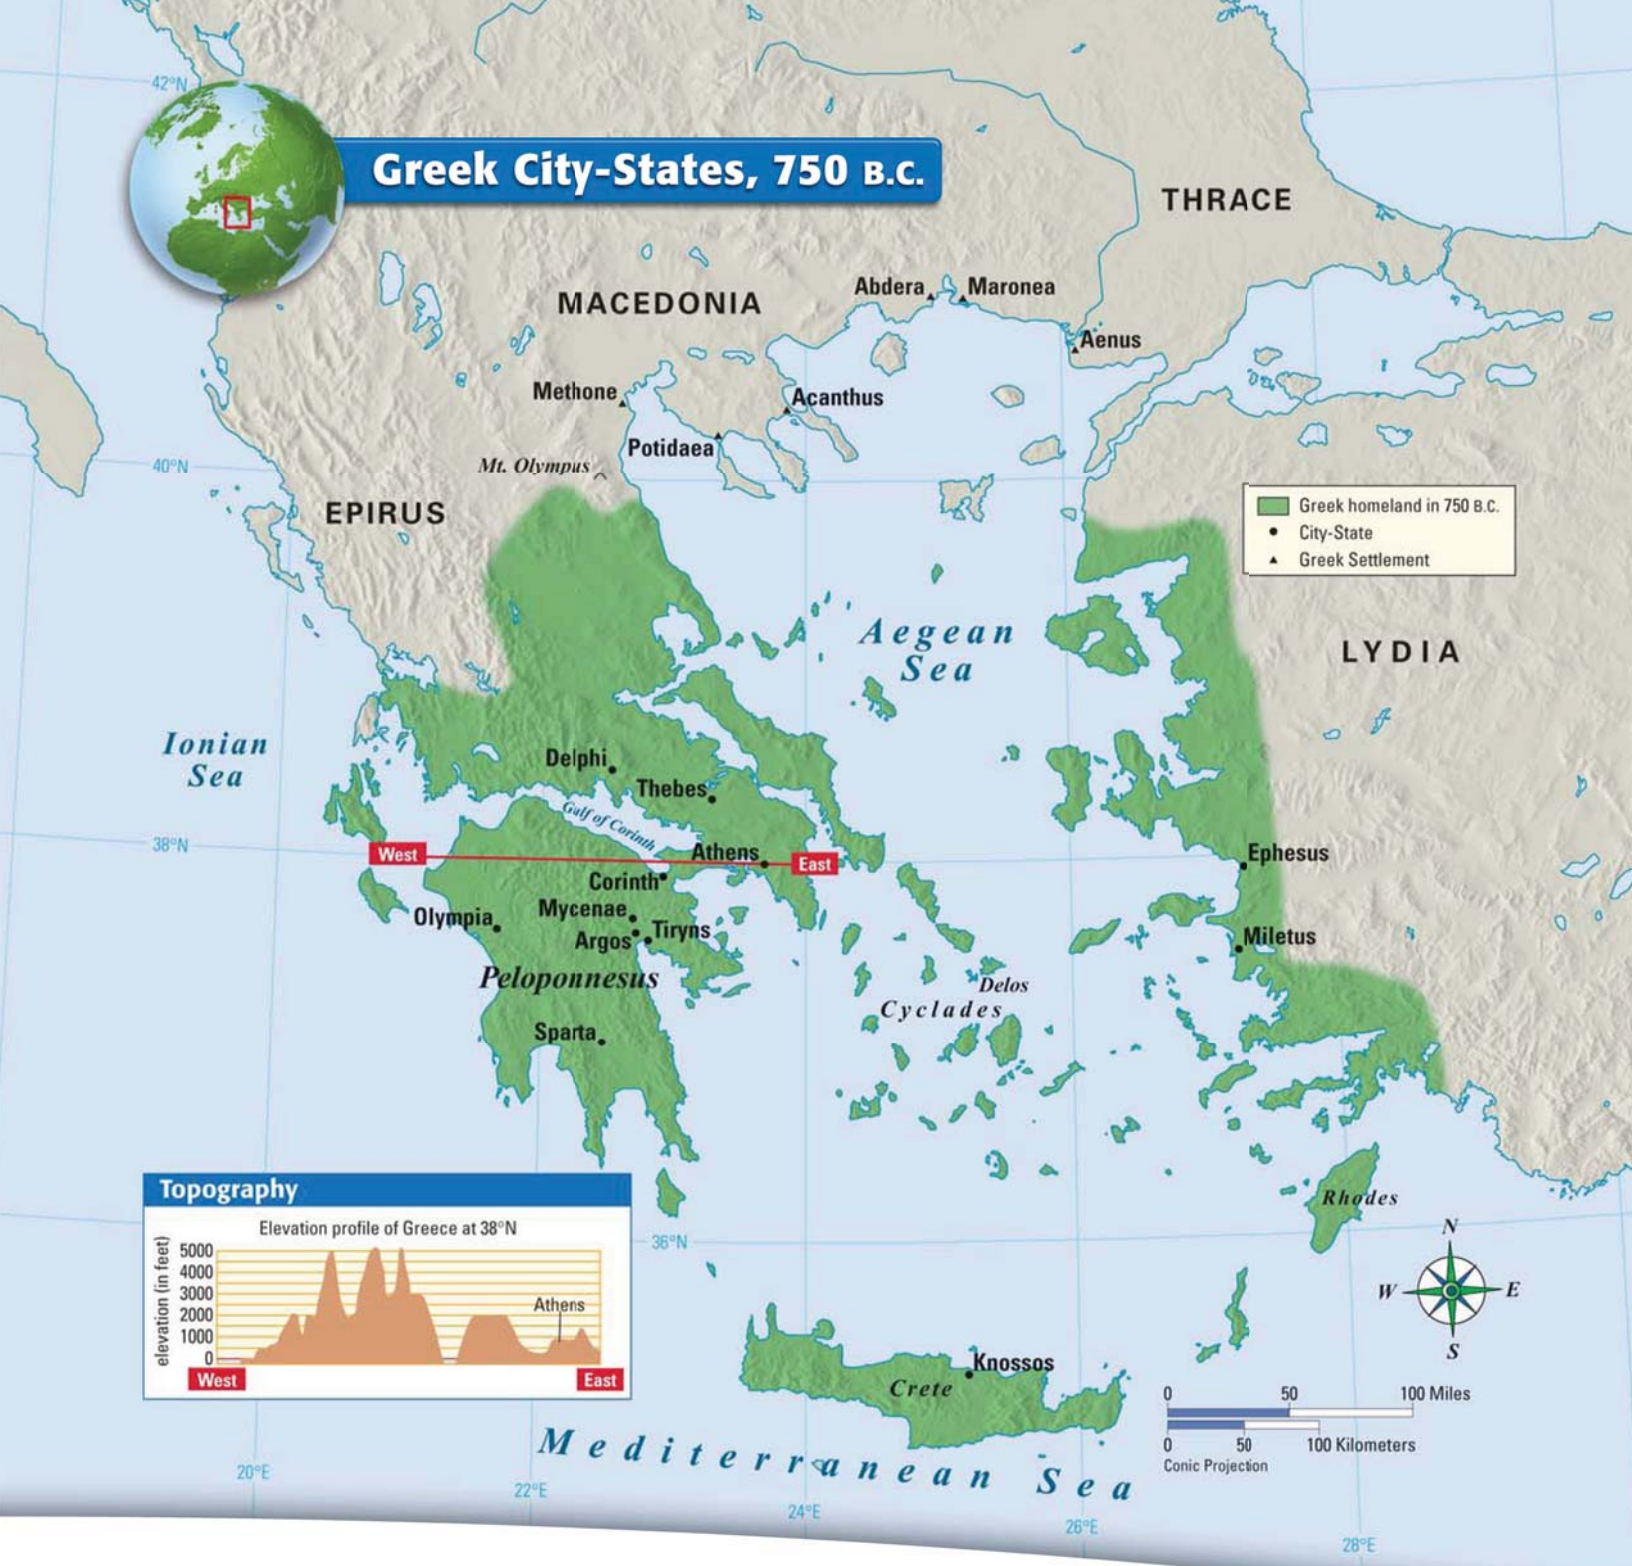 42°N
Greek City-States, 750 B.C.
THRACE
MACEDONIA
Abdera
Maronea
Aenus
Methone
Acanthus
Potidaea
40°N
Mt. Olympus
EPIRUS
Greek homeland in 750 B.C.
City-State
Greek Settlement
Aegean
Sea
LYDIA
Ionian
Sea
Delphi
Thebes
Gulf of Corinth
38°N
West
Athens
East
Ephesus
Corinth
Mycenae
Olympia
Tiryns
Argos
Miletus
Peloponnesus
Delos
Cyclades
Sparta
Rhodes
Topography
Elevation profile of Greece at 38°N
elevation (in feet)
5000
4000
3000
2000
1000
0
Athens
West
East
36°N
N
W
E
S
Knossos
Crete
0 50 100 Miles
0 50 100 Kilometers
Conic Projection
Mediterranean Sea
20°E
22°E
24°E
26°E
28°E